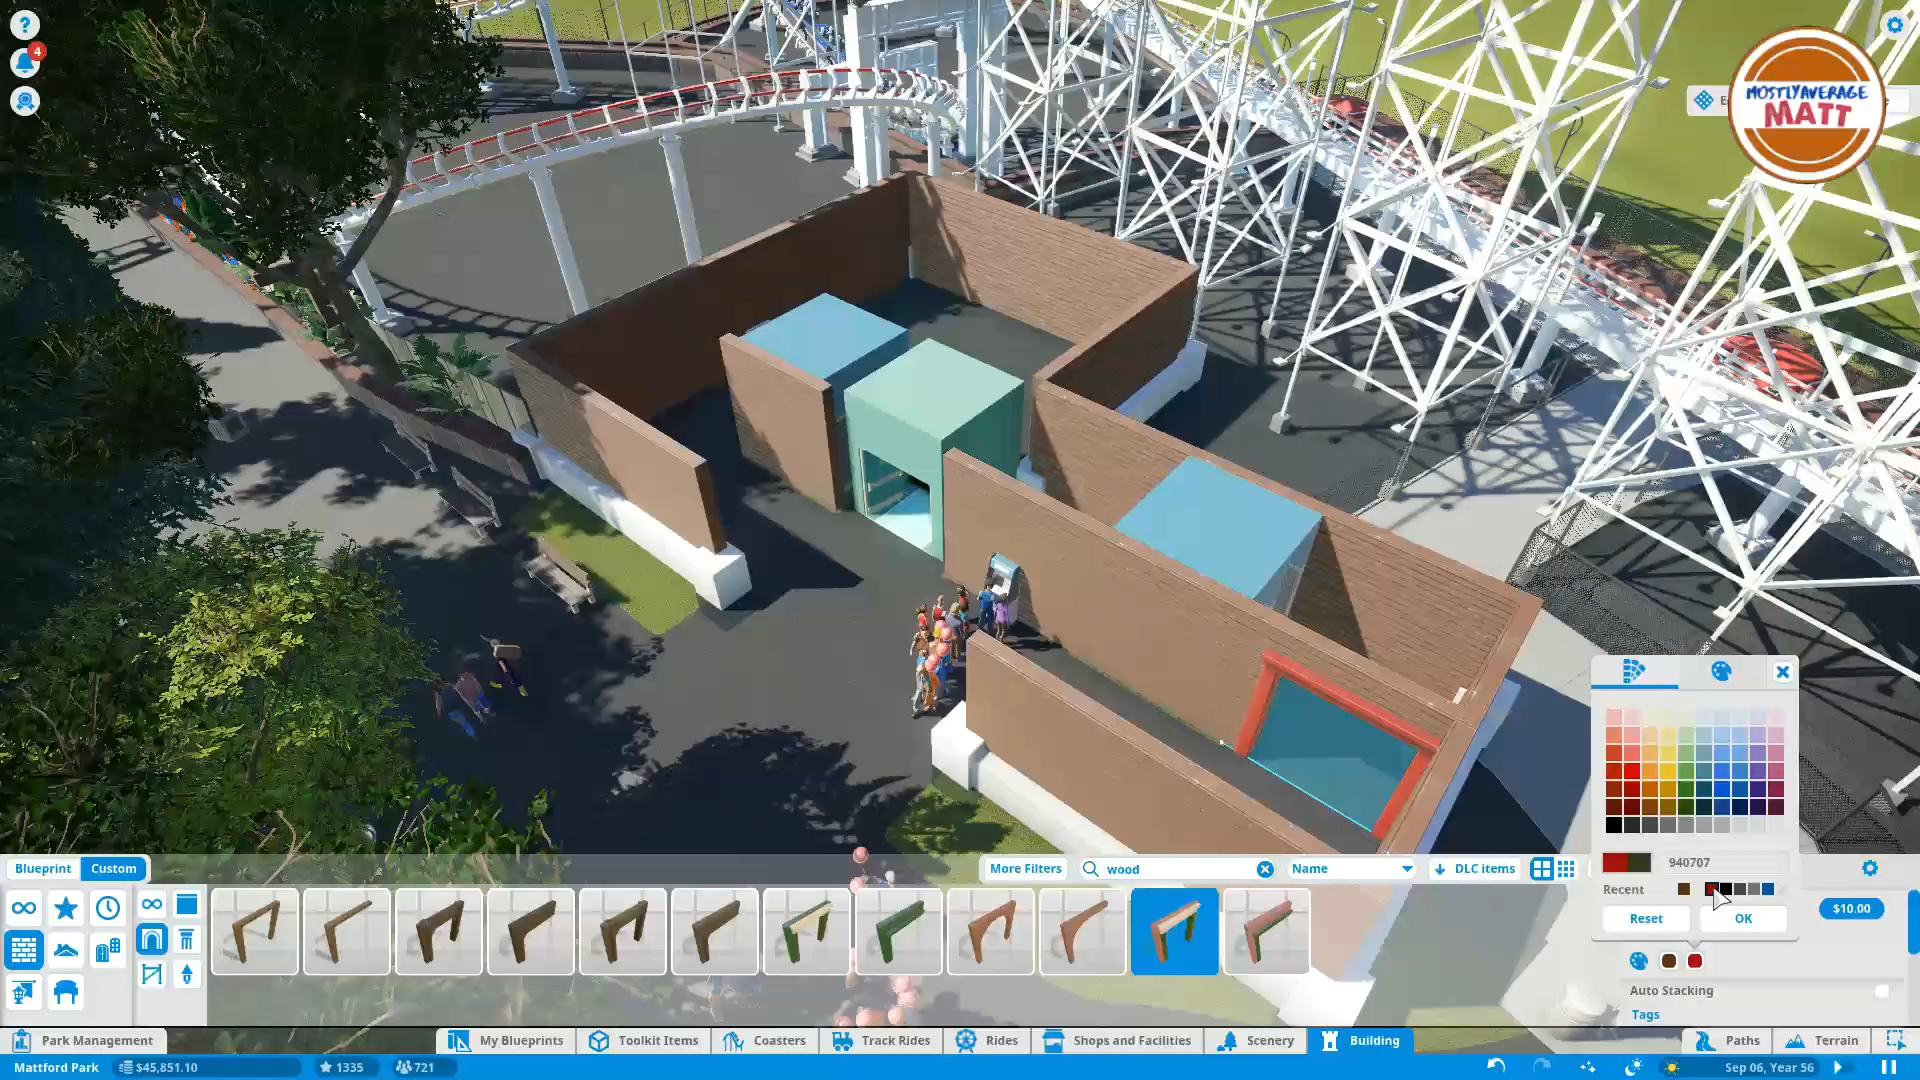 ?
4
MOSTLYAVERAGE
MATT
940707
Recent
Reset
OK
$10.00
Auto Stacking
Tags
Blueprint
Custom
More Filters
wood
Name
DLC items
Park Management
My Blueprints
Toolkit Items
Coasters
Track Rides
Rides
Shops and Facilities
Scenery
Building
Paths
Terrain
Mattford Park
$45,851.10
1335
721
Sep 06, Year 56